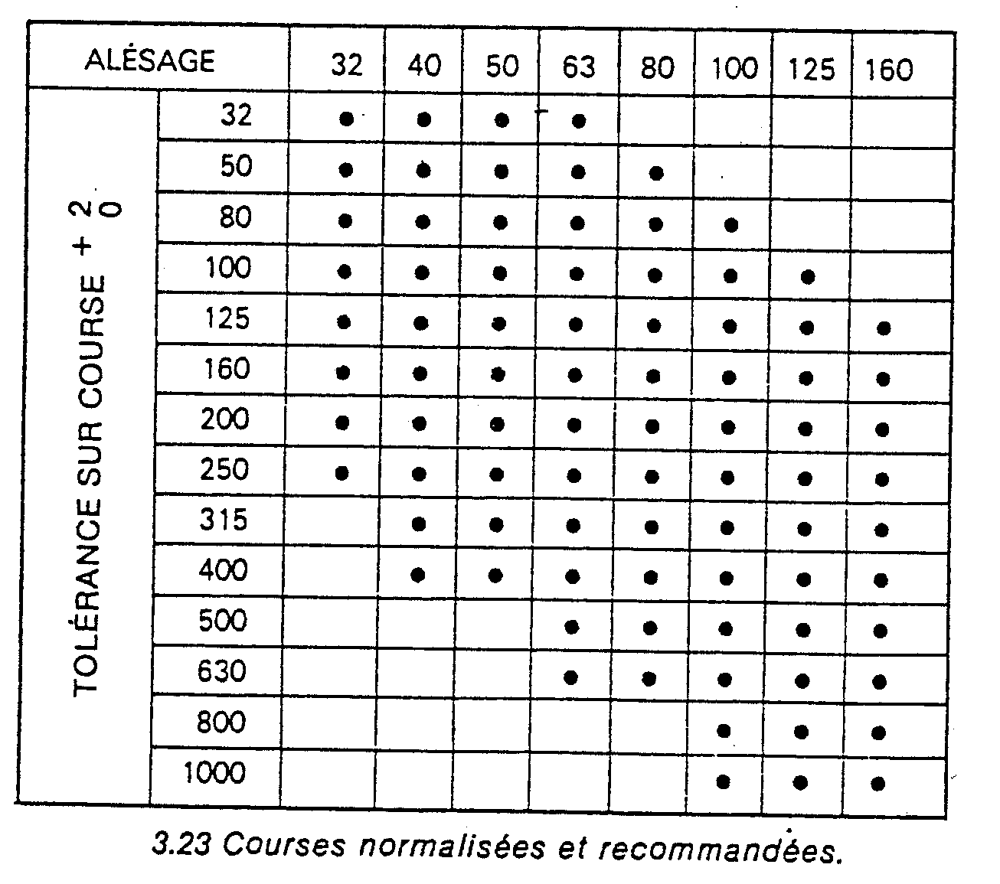 ALÉSAGE 32 40 50 63 80 100 125 160
TOLÉRANCE SUR COURSE + 2 0
32 • • • •
50 • • • • •
80 • • • • • •
100 • • • • • • •
125 • • • • • • • •
160 • • • • • • • •
200 • • • • • • • •
250 • • • • • • • •
315 • • • • • • •
400 • • • • • • •
500 • • • • •
630 • • • • •
800 • • •
1000 • • •
3.23 Courses normalisées et recommandées.